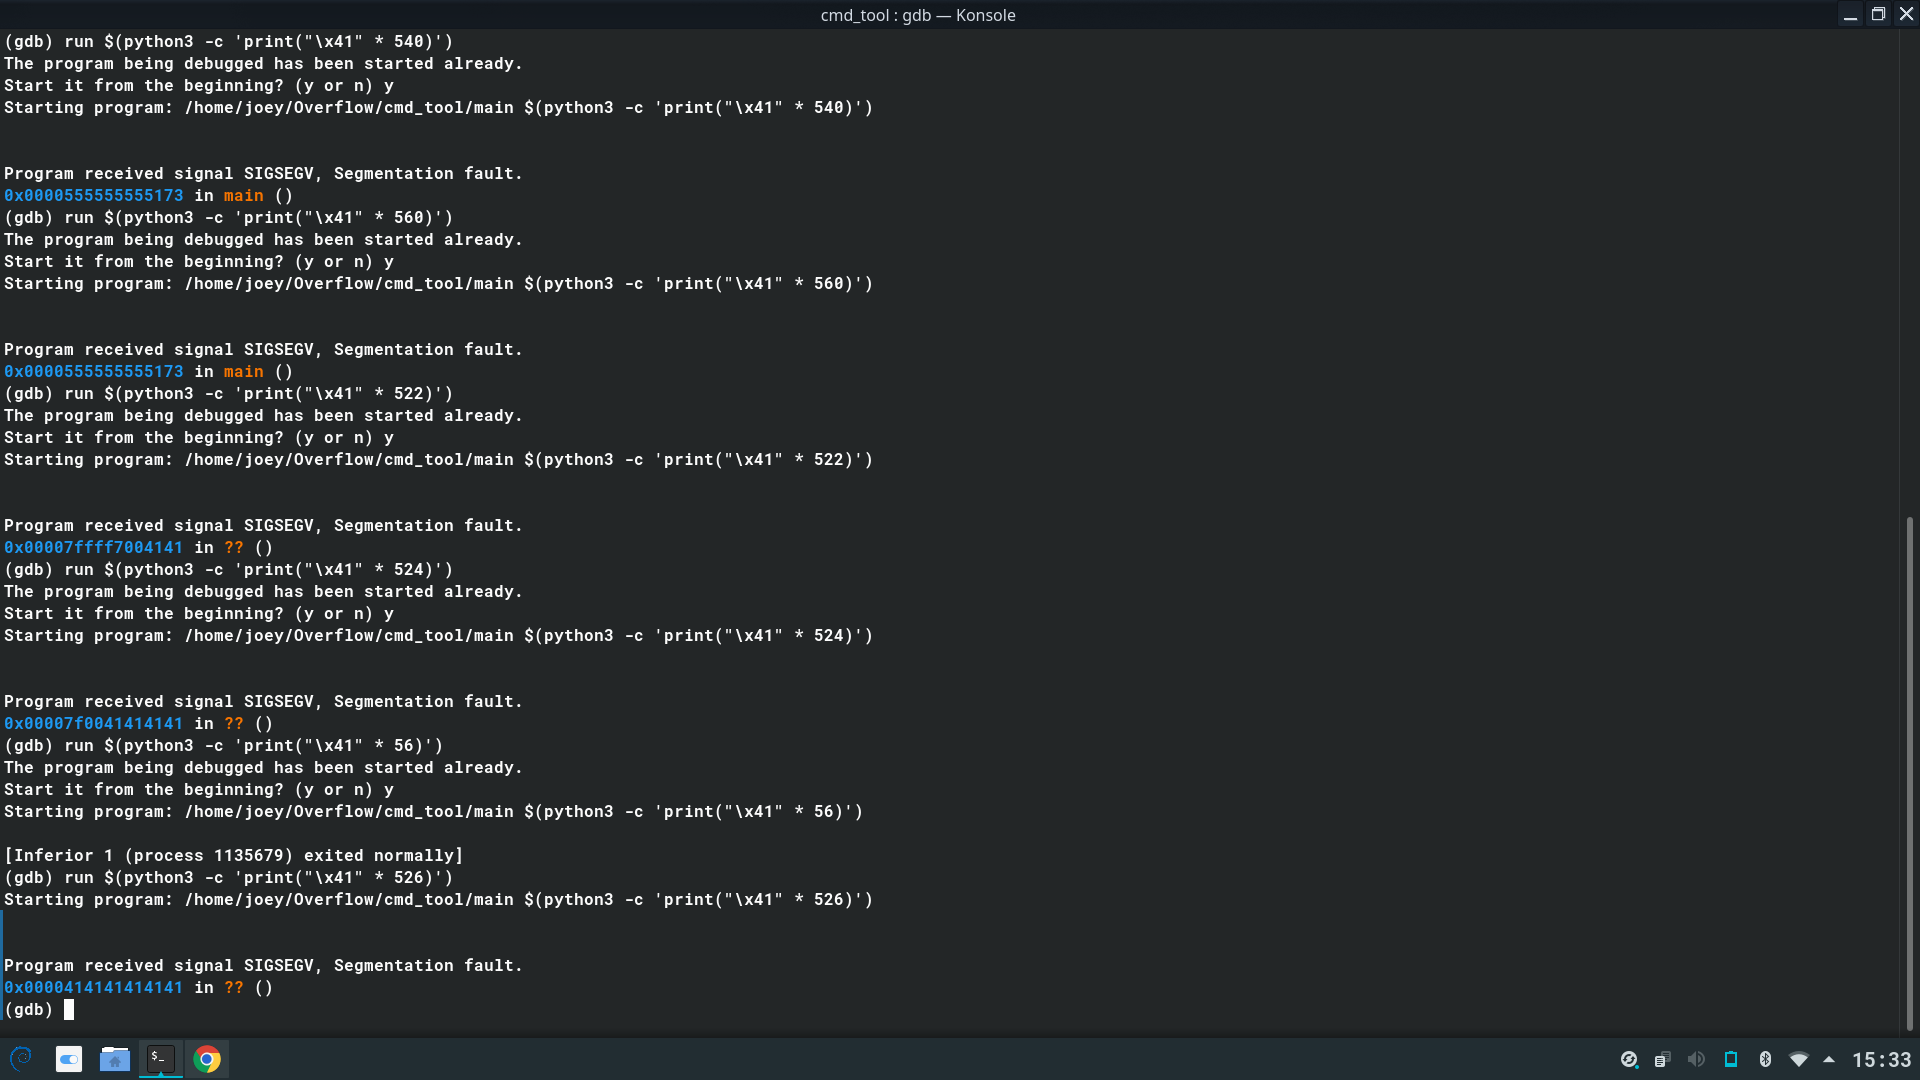 cmd_tool : gdb — Konsole
(gdb) run $(python3 -c 'print("\x41" * 540)')
The program being debugged has been started already.
Start it from the beginning? (y or n) y
Starting program: /home/joey/Overflow/cmd_tool/main $(python3 -c 'print("\x41" * 540)')
Program received signal SIGSEGV, Segmentation fault.
0x0000555555555173 in main ()
(gdb) run $(python3 -c 'print("\x41" * 560)')
The program being debugged has been started already.
Start it from the beginning? (y or n) y
Starting program: /home/joey/Overflow/cmd_tool/main $(python3 -c 'print("\x41" * 560)')
Program received signal SIGSEGV, Segmentation fault.
0x0000555555555173 in main ()
(gdb) run $(python3 -c 'print("\x41" * 522)')
The program being debugged has been started already.
Start it from the beginning? (y or n) y
Starting program: /home/joey/Overflow/cmd_tool/main $(python3 -c 'print("\x41" * 522)')
Program received signal SIGSEGV, Segmentation fault.
0x00007ffff7004141 in ?? ()
(gdb) run $(python3 -c 'print("\x41" * 524)')
The program being debugged has been started already.
Start it from the beginning? (y or n) y
Starting program: /home/joey/Overflow/cmd_tool/main $(python3 -c 'print("\x41" * 524)')
Program received signal SIGSEGV, Segmentation fault.
0x00007f0041414141 in ?? ()
(gdb) run $(python3 -c 'print("\x41" * 56)')
The program being debugged has been started already.
Start it from the beginning? (y or n) y
Starting program: /home/joey/Overflow/cmd_tool/main $(python3 -c 'print("\x41" * 56)')
[Inferior 1 (process 1135679) exited normally]
(gdb) run $(python3 -c 'print("\x41" * 526)')
Starting program: /home/joey/Overflow/cmd_tool/main $(python3 -c 'print("\x41" * 526)')
Program received signal SIGSEGV, Segmentation fault.
0x0000414141414141 in ?? ()
(gdb)
$_
15:33